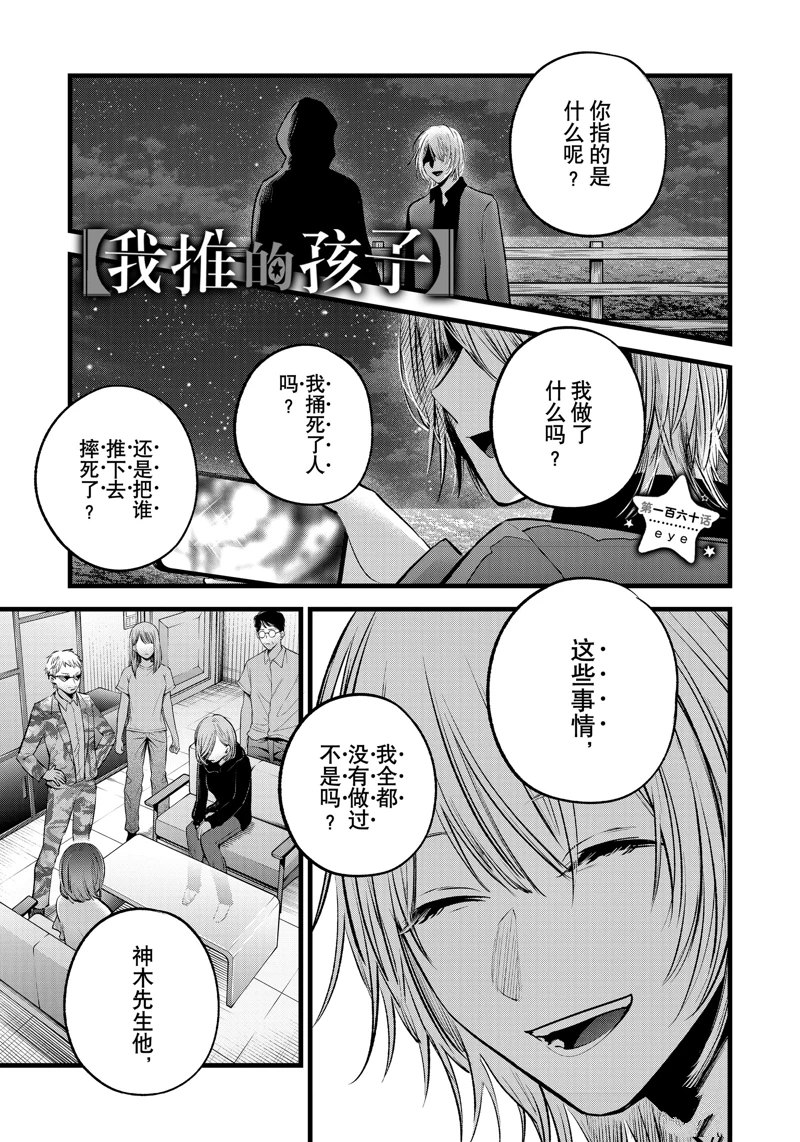 你指的是
什么呢？
【我推的孩子】
我做了
什么吗？
第一百六十话
eye
我捅死了人
吗？
还是把谁
推下去
摔死了？
这些事情，
我全都
没有做过
不是吗？
神木先生他，